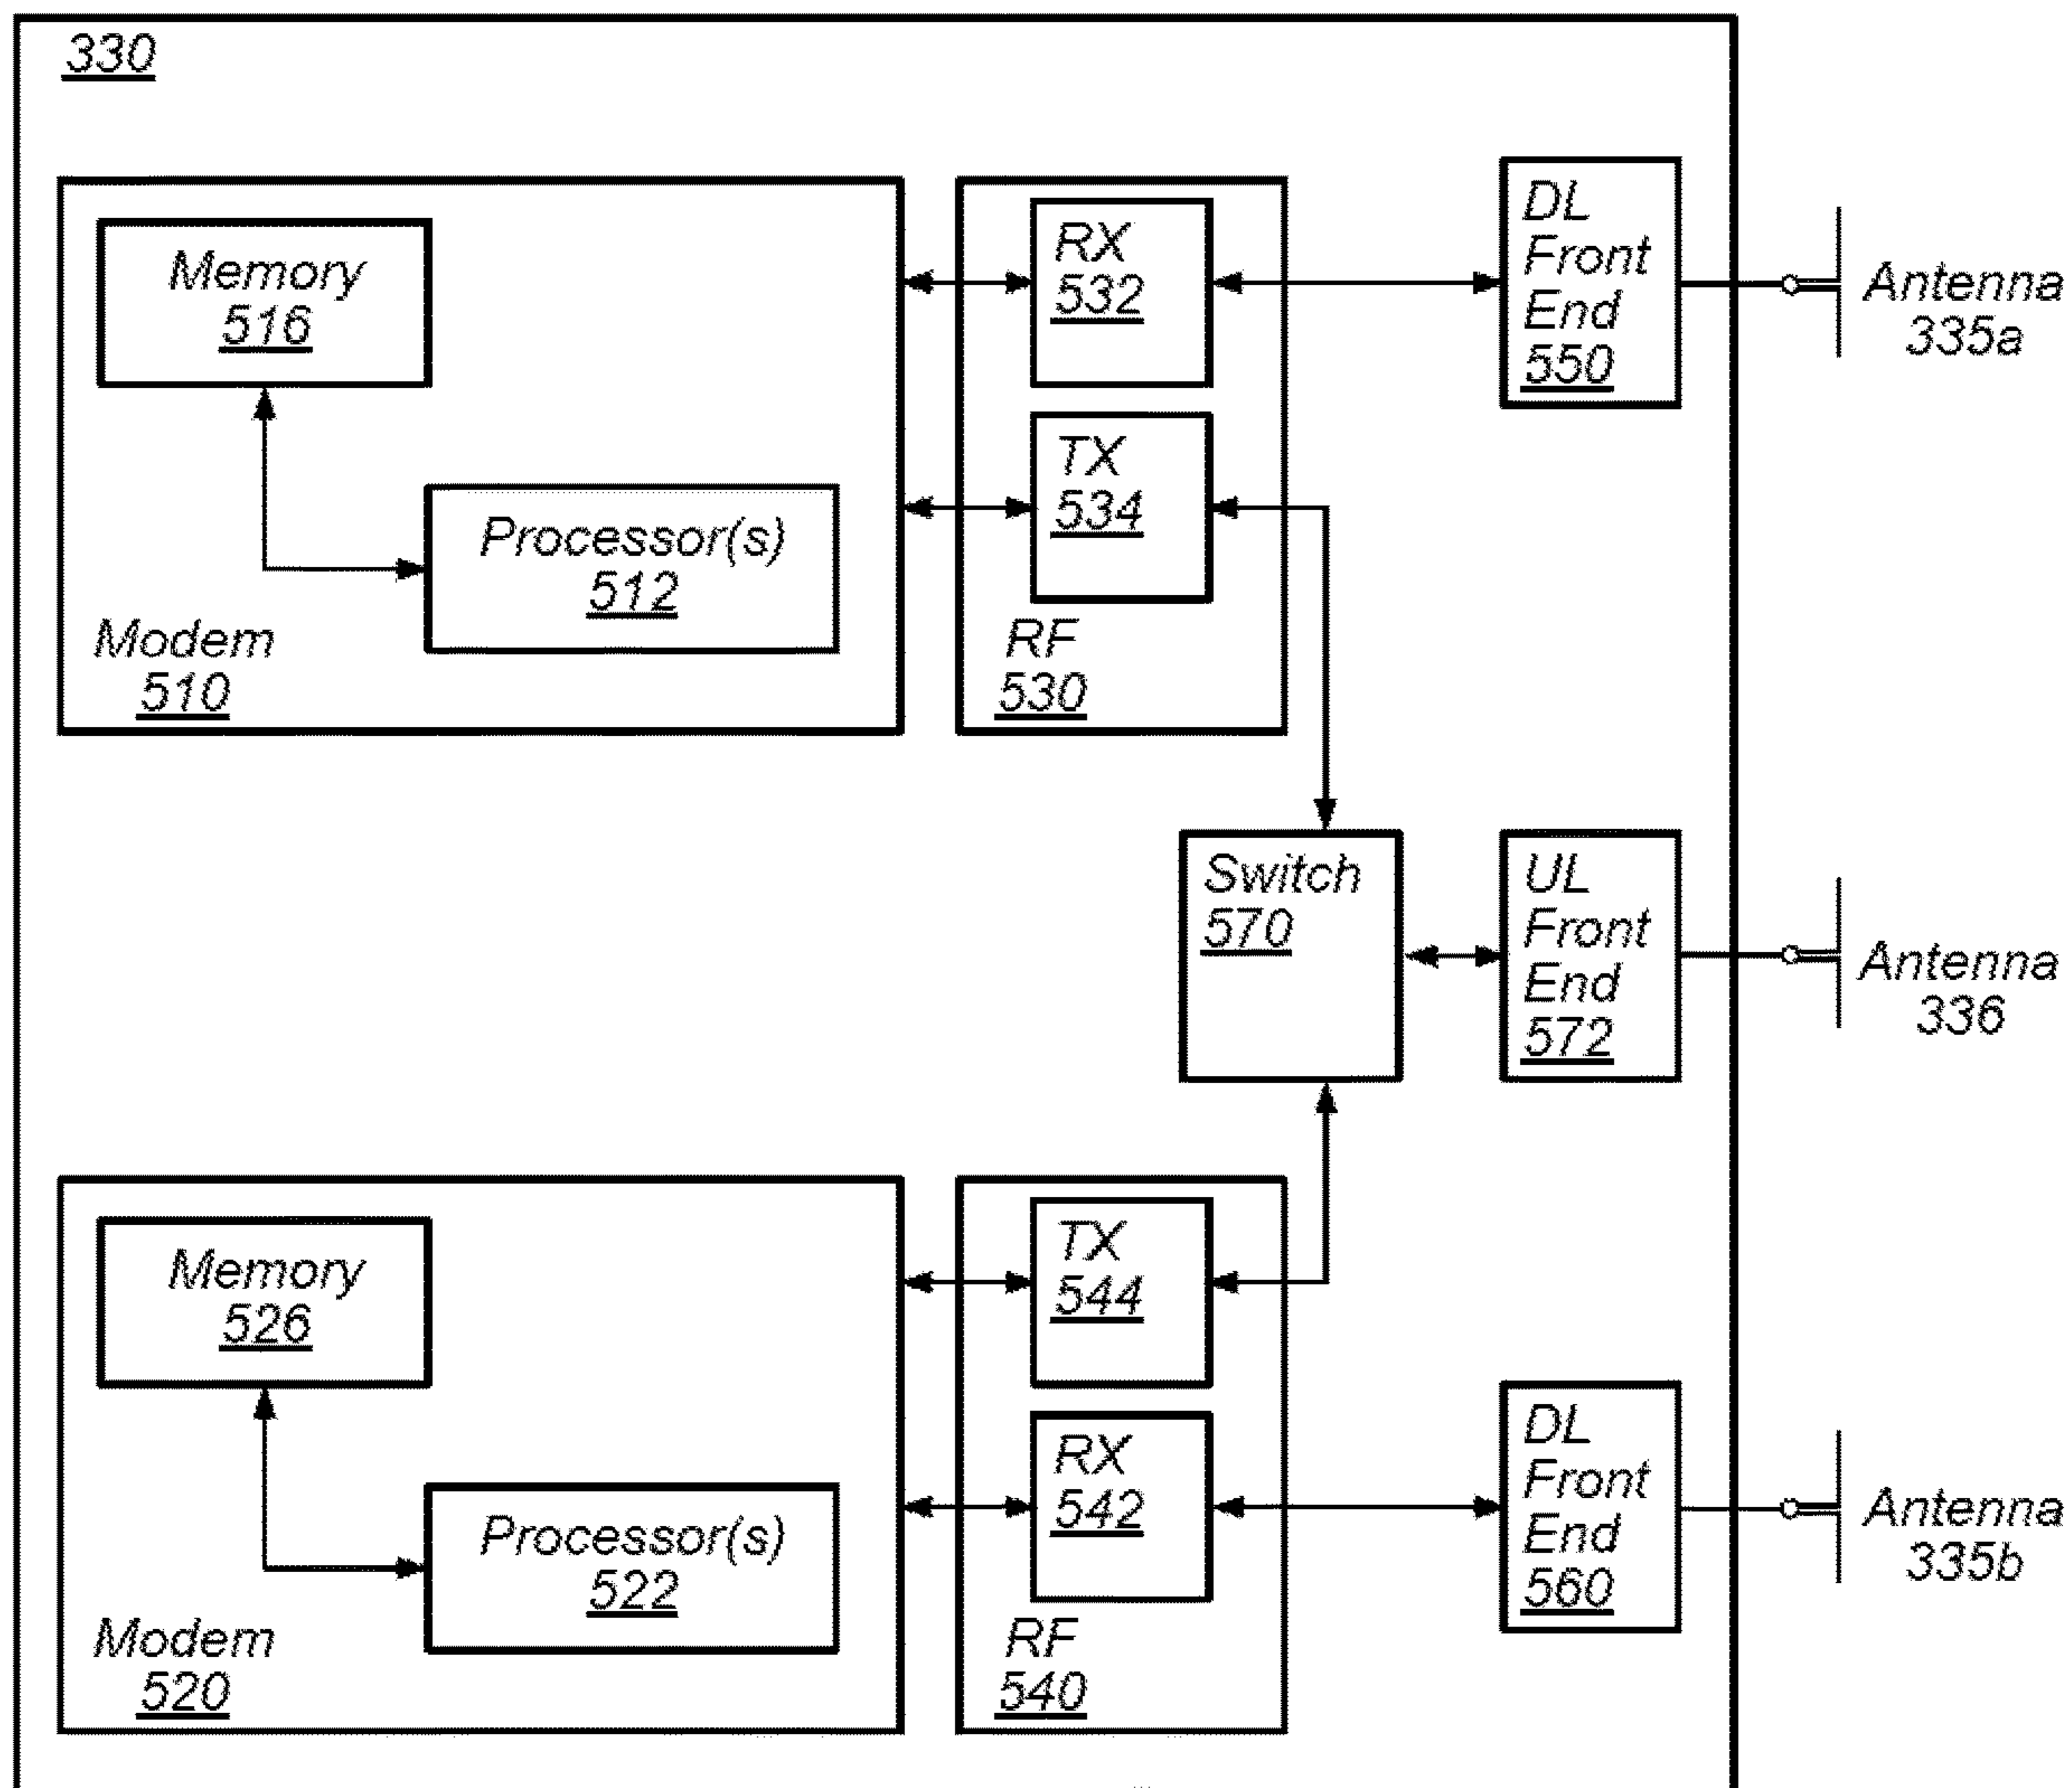 330
Memory
516
Processor(s)
512
Modem
510
RX
532
TX
534
RF
530
DL
Front
End
550
Antenna
335a
Switch
570
UL
Front
End
572
Antenna
336
Memory
526
Processor(s)
522
Modem
520
TX
544
RX
542
RF
540
DL
Front
End
560
Antenna
335b